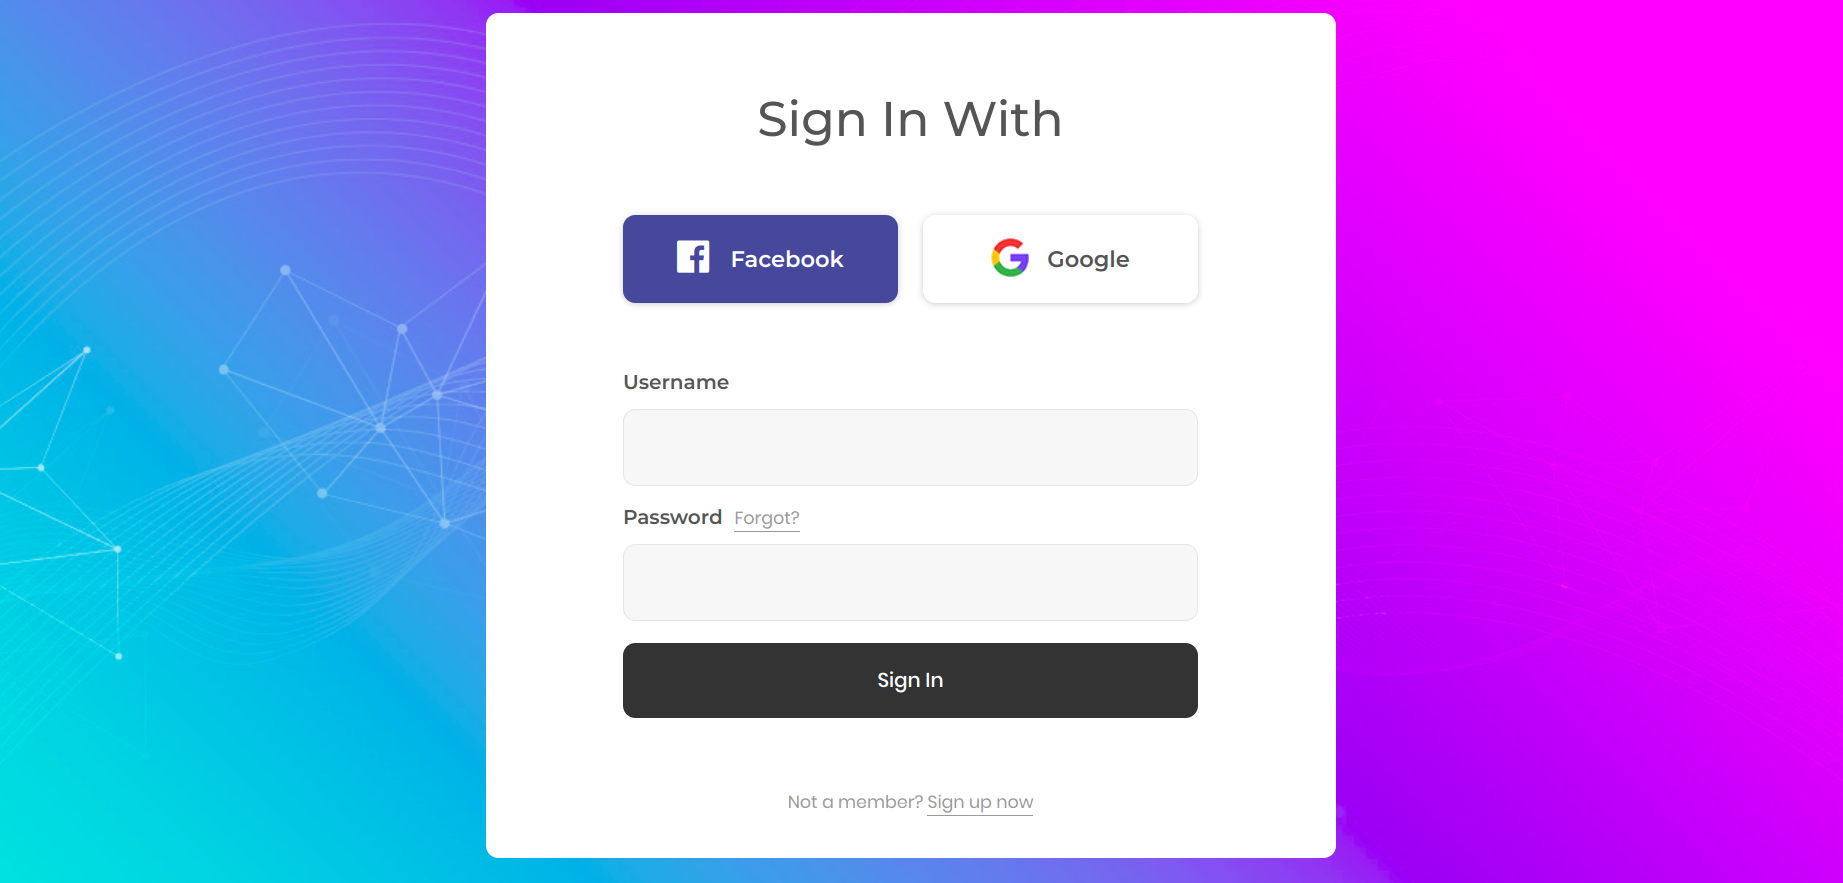 Sign In With
Facebook
Google
Username
Password Forgot?
Sign In
Not a member? Sign up now